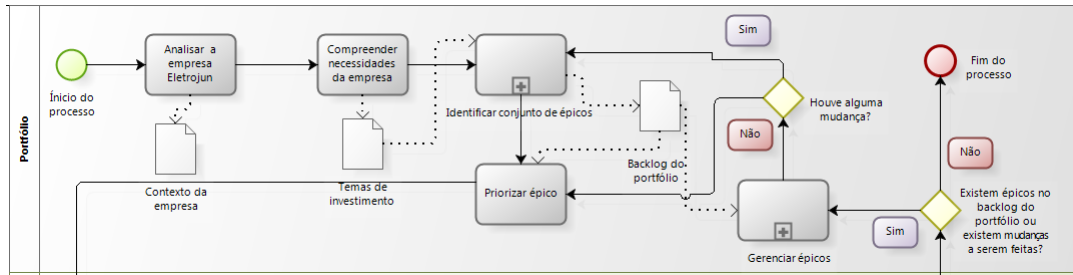 Portfólio
Ínicio do
processo
Analisar a
empresa
Eletrojun
Contexto da
empresa
Compreender
necessidades
da empresa
Temas de
investimento
Identificar conjunto de épicos
Priorizar épico
Backlog do
portfólio
Sim
Houve alguma
mudança?
Não
Gerenciar épicos
Fim do
processo
Não
Sim
Existem épicos no
backlog do
portfólio ou
existem mudanças
a serem feitas?